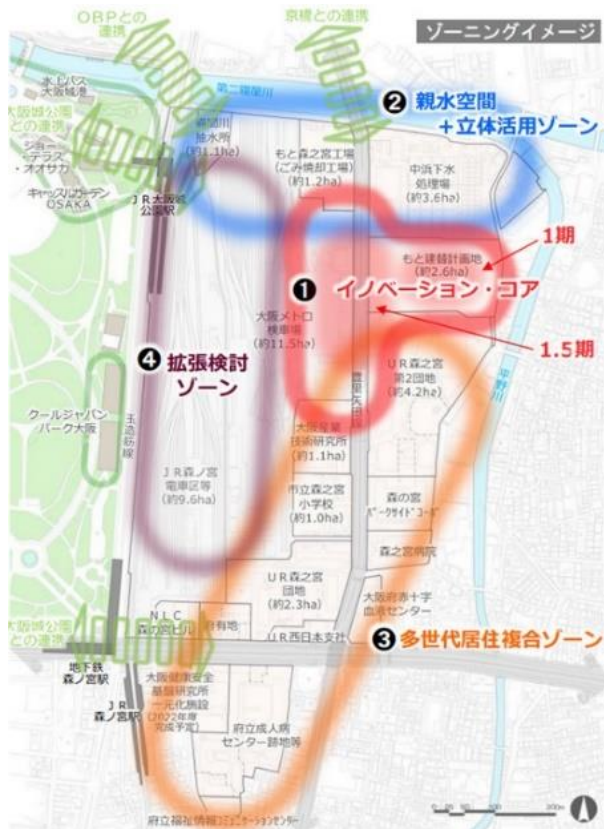 ゾーニングイメージ
OBPとの
連携
京橋との
連携
水上バス
大阪城港
大阪城公園
との連携
ジョー・
テラス
・オオサカ
キャッスルガーデン
OSAKA
JR大阪城
公園駅
第二寝屋川
抽水所
(約1.1ha)
もと森之宮工場
(ごみ焼却工場)
(約1.2ha)
❷ 親水空間
+立体活用ゾーン
中浜下水
処理場
(約3.6ha)
もと建替計画地
(約2.6ha)
1期
❶ イノベーション・コア
1.5期
大阪メトロ
検車場
(約11.5ha)
豊里矢田線
平野川
❹ 拡張検討
ゾーン
UR森之宮
第2団地
(約4.2ha)
クールジャパン
パーク大阪
玉造筋線
大阪産業
技術研究所
(約1.1ha)
JR森ノ宮
電車区等
(約9.6ha)
市立森之宮
小学校
(約1.0ha)
森の宮
パークサイドコーポ
森之宮病院
UR森之宮
団地
(約2.3ha)
大阪府赤十字
血液センター
大阪城公園
との連携
NLC
森の宮ビル
府有地
UR西日本支社
❸ 多世代居住複合ゾーン
地下鉄
森ノ宮駅
JR
森ノ宮駅
大阪健康安全
基盤研究所
一元化施設
(2022年度
完成予定)
府立成人病
センター跡地等
府立福祉情報コミュニケーションセンター
0 25 50 100 200m